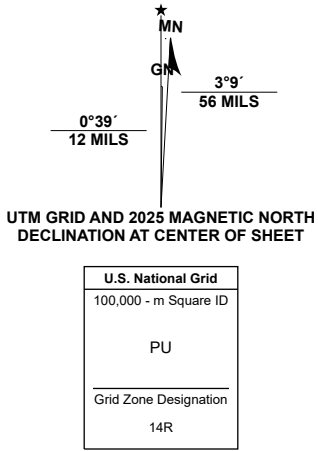 MN
GN
3°9´
56 MILS
0°39´
12 MILS
UTM GRID AND 2025 MAGNETIC NORTH
DECLINATION AT CENTER OF SHEET
U.S. National Grid
100,000 - m Square ID
PU
Grid Zone Designation
14R